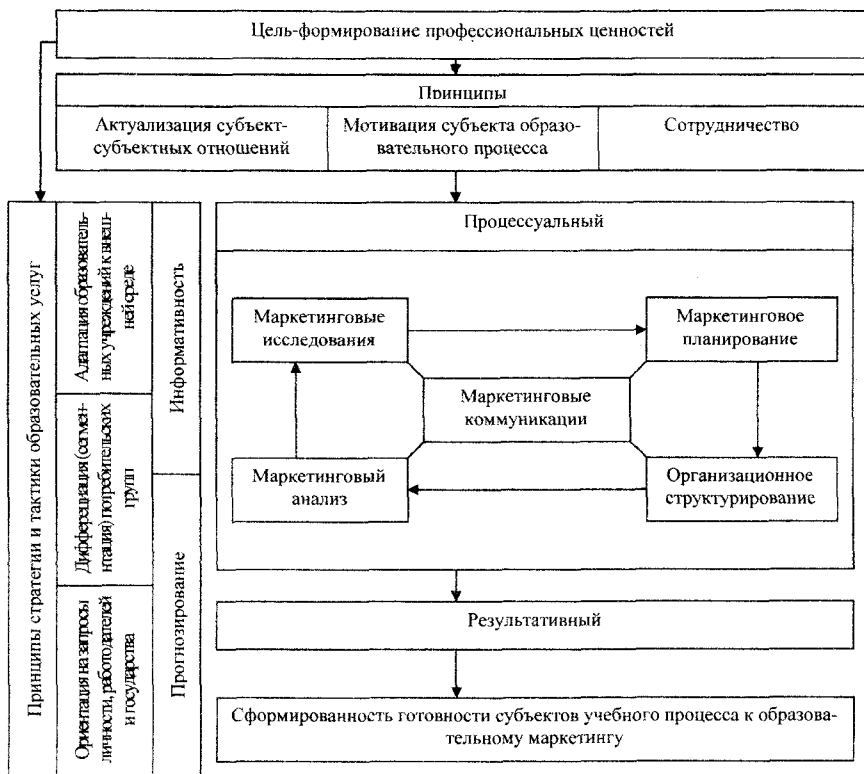 Цель-формирование профессиональных ценностей
Принципы
Актуализация субъект-
субъектных отношений
Мотивация субъекта образо-
вательного процесса
Сотрудничество
Принципы стратегии и тактики образовательных услуг
Адаптация образователь-
ных учреждений к внеш-
ней среде
Дифференциация (сегмен-
нтация) потребительских
групп
Ориентация на запросы
личности, работодателей
и государства
Информативность
Прогнозирование
Процессуальный
Маркетинговые
исследования
Маркетинговое
планирование
Маркетинговые
коммуникации
Маркетинговый
анализ
Организационное
структурирование
Результативный
Сформированность готовности субъектов учебного процесса к образова-
тельному маркетингу